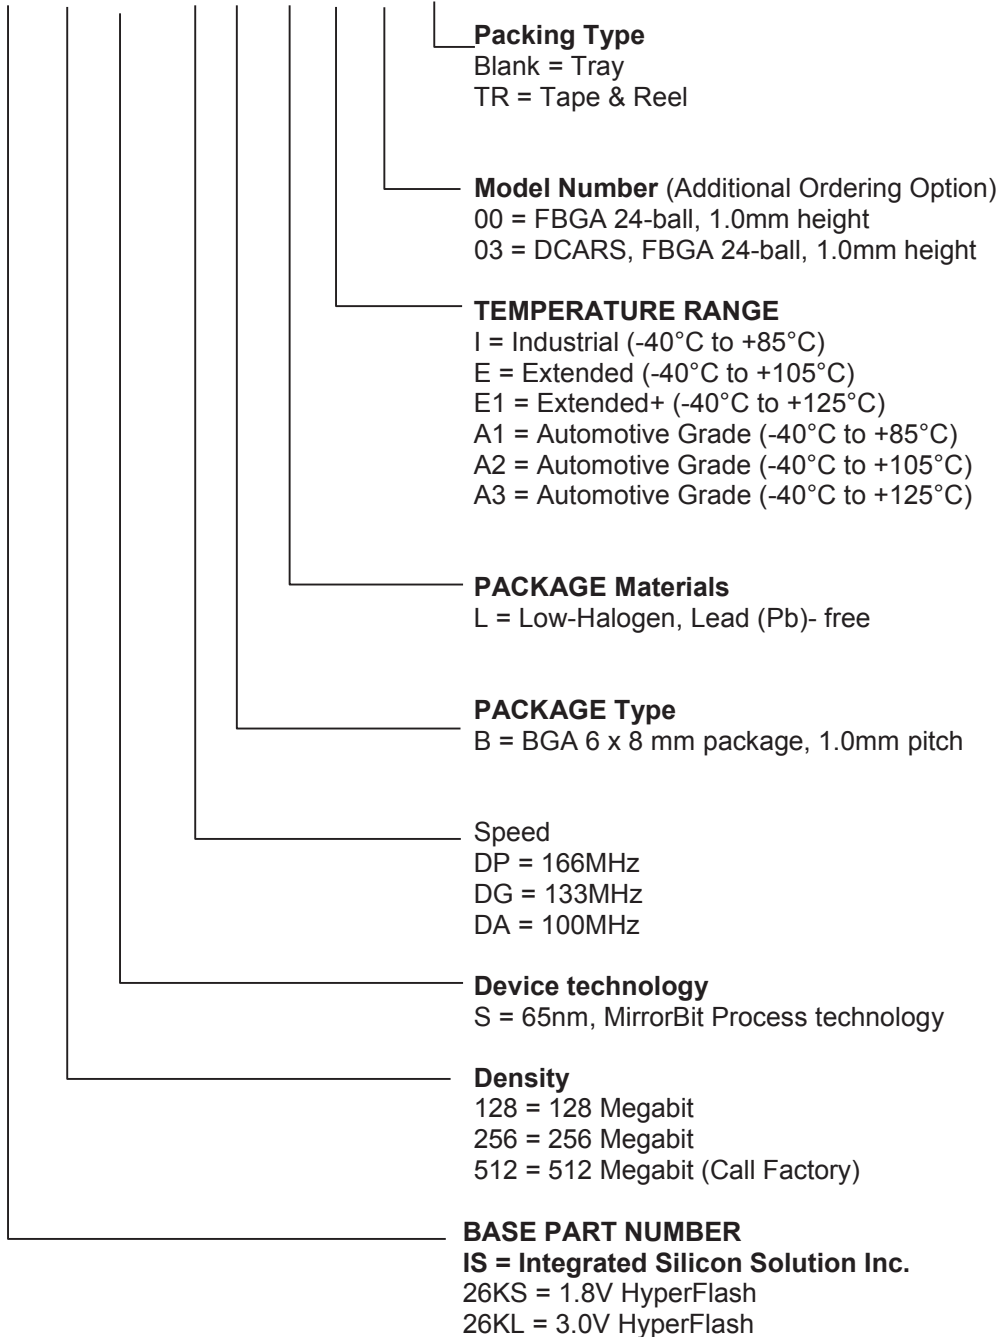 Packing Type
Blank = Tray
TR = Tape & Reel
Model Number (Additional Ordering Option)
00 = FBGA 24-ball, 1.0mm height
03 = DCARS, FBGA 24-ball, 1.0mm height
TEMPERATURE RANGE
I = Industrial (-40°C to +85°C)
E = Extended (-40°C to +105°C)
E1 = Extended+ (-40°C to +125°C)
A1 = Automotive Grade (-40°C to +85°C)
A2 = Automotive Grade (-40°C to +105°C)
A3 = Automotive Grade (-40°C to +125°C)
PACKAGE Materials
L = Low-Halogen, Lead (Pb)- free
PACKAGE Type
B = BGA 6 x 8 mm package, 1.0mm pitch
Speed
DP = 166MHz
DG = 133MHz
DA = 100MHz
Device technology
S = 65nm, MirrorBit Process technology
Density
128 = 128 Megabit
256 = 256 Megabit
512 = 512 Megabit (Call Factory)
BASE PART NUMBER
IS = Integrated Silicon Solution Inc.
26KS = 1.8V HyperFlash
26KL = 3.0V HyperFlash